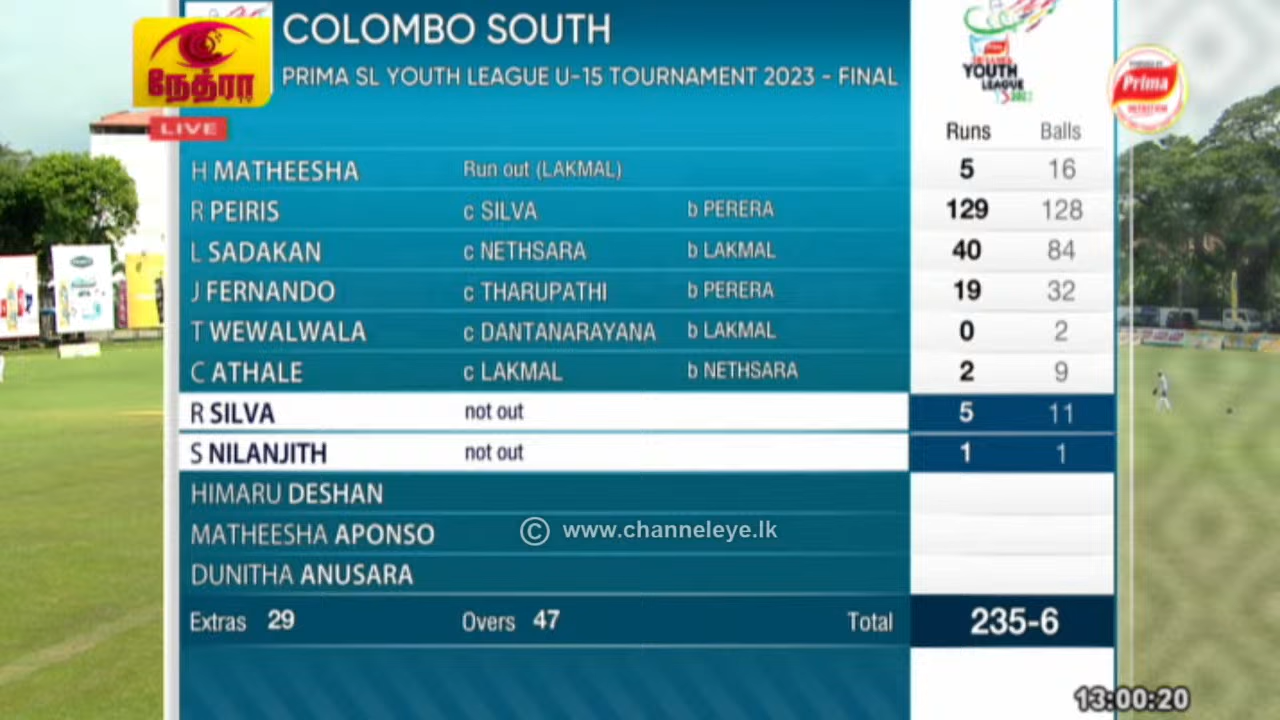 COLOMBO SOUTH
PRIMA SL YOUTH LEAGUE U-15 TOURNAMENT 2023 - FINAL
நேத்ரா
LIVE
YOUTH
LEAGUE
Prima
Runs Balls
H MATHEESHA Run out (LAKMAL) 5 16
R PEIRIS c SILVA b PERERA 129 128
L SADAKAN c NETHSARA b LAKMAL 40 84
J FERNANDO c THARUPATHI b PERERA 19 32
T WEWALWALA c DANTANARAYANA b LAKMAL 0 2
C ATHALE c LAKMAL b NETHSARA 2 9
R SILVA not out 5 11
S NILANJITH not out 1 1
HIMARU DESHAN
MATHEESHA APONSO
© www.channeleye.lk
DUNITHA ANUSARA
Extras 29 Overs 47 Total 235-6
13:00:20